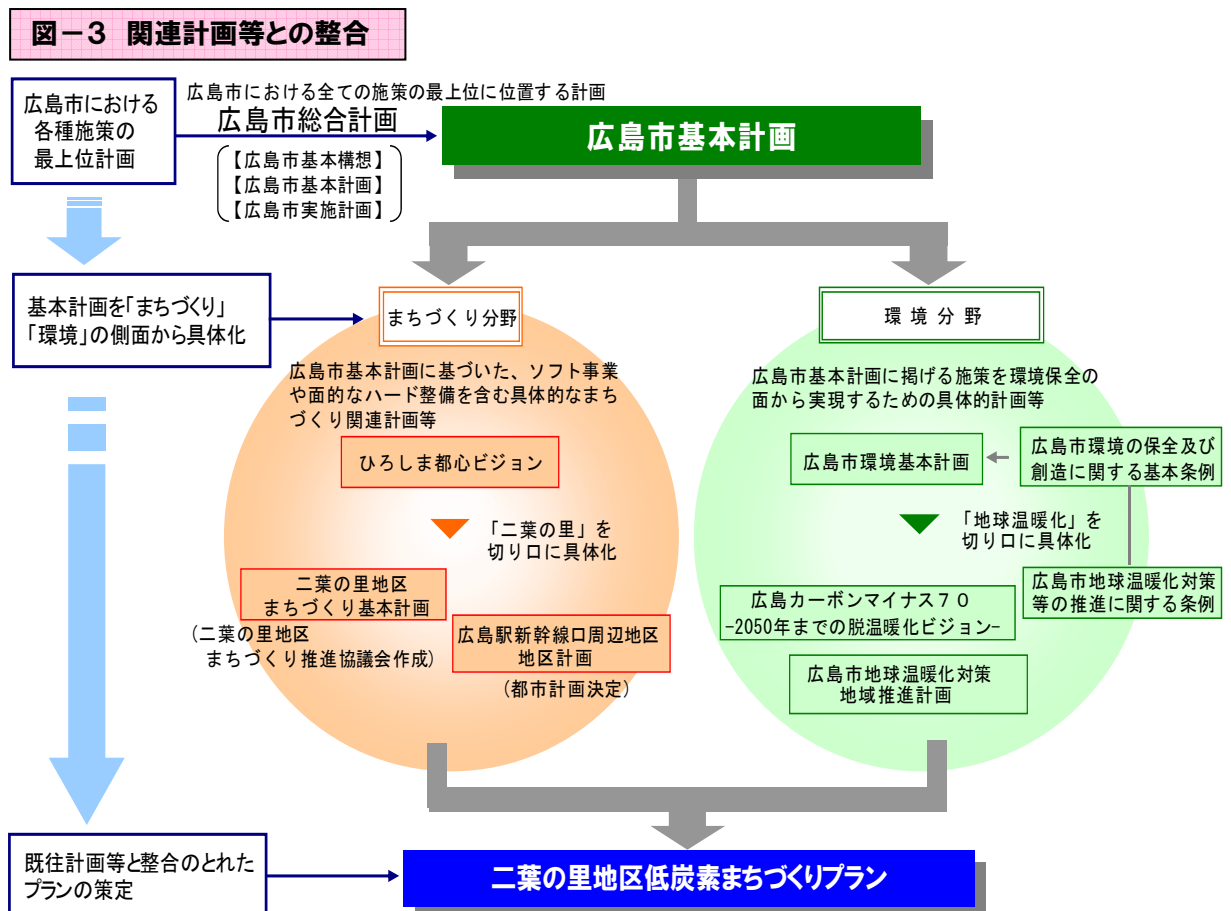 図－３ 関連計画等との整合
広島市における
各種施策の
最上位計画
広島市における全ての施策の最上位に位置する計画
広島市総合計画
【広島市基本構想】
【広島市基本計画】
【広島市実施計画】
広島市基本計画
基本計画を「まちづくり」
「環境」の側面から具体化
まちづくり分野
広島市基本計画に基づいた、ソフト事業
や面的なハード整備を含む具体的なまち
づくり関連計画等
ひろしま都心ビジョン
「二葉の里」を
切り口に具体化
二葉の里地区
まちづくり基本計画
(二葉の里地区
まちづくり推進協議会作成)
広島駅新幹線口周辺地区
地区計画
(都市計画決定)
環境分野
広島市基本計画に掲げる施策を環境保全の
面から実現するための具体的計画等
広島市環境基本計画
広島市環境の保全及び
創造に関する基本条例
「地球温暖化」を
切り口に具体化
広島市地球温暖化対策
等の推進に関する条例
広島カーボンマイナス７０
-2050年までの脱温暖化ビジョン-
広島市地球温暖化対策
地域推進計画
既往計画等と整合のとれた
プランの策定
二葉の里地区低炭素まちづくりプラン